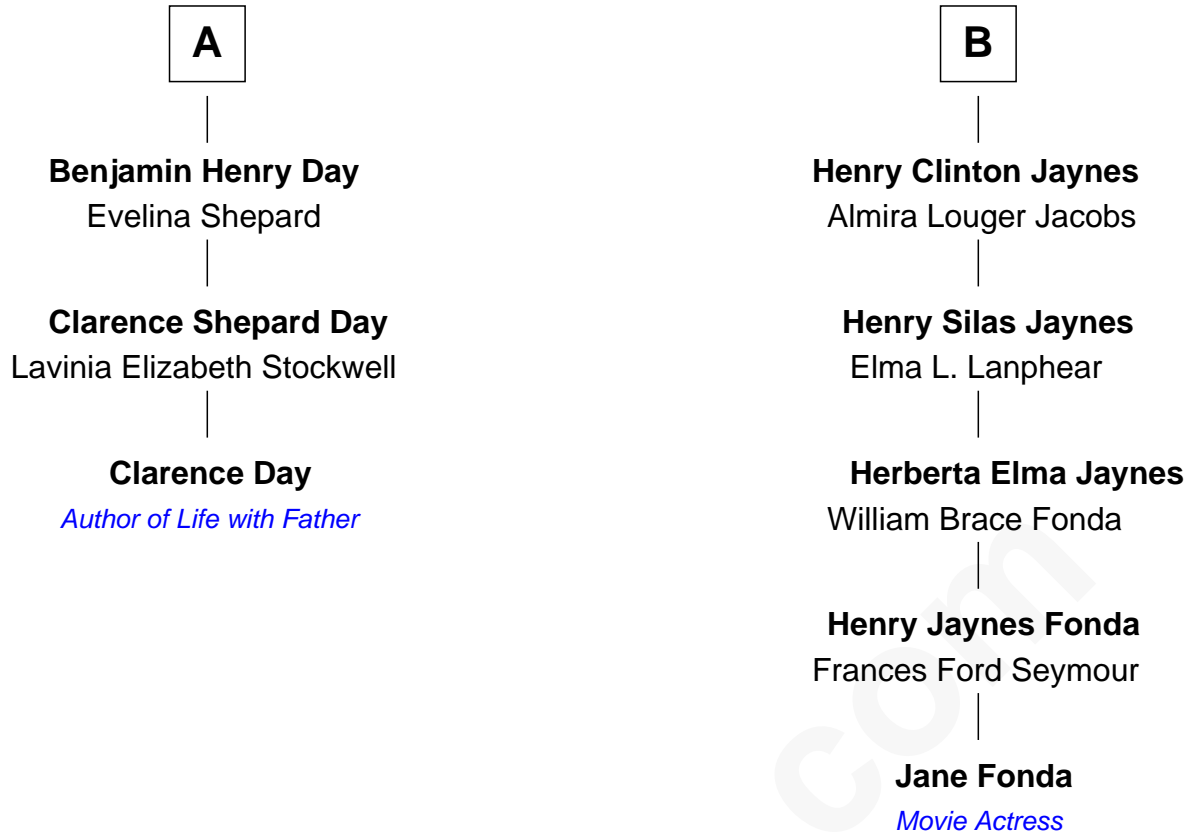 A
Benjamin Henry Day
Evelina Shepard
Clarence Shepard Day
Lavinia Elizabeth Stockwell
Clarence Day
Author of Life with Father
B
Henry Clinton Jaynes
Almira Louger Jacobs
Henry Silas Jaynes
Elma L. Lanphear
Herberta Elma Jaynes
William Brace Fonda
Henry Jaynes Fonda
Frances Ford Seymour
Jane Fonda
Movie Actress
com